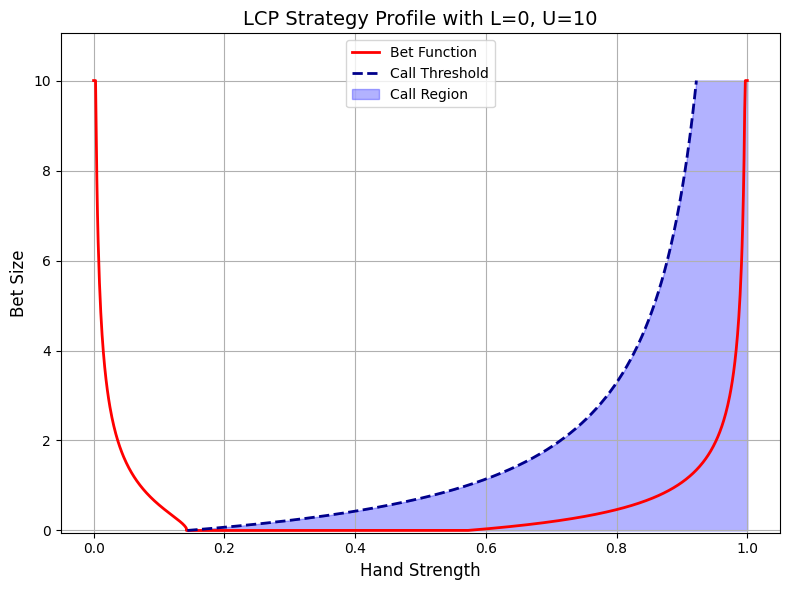 LCP Strategy Profile with L=0, U=10
Bet Function
Call Threshold
Call Region
Bet Size
10
8
6
4
2
0
0.0 0.2 0.4 0.6 0.8 1.0
Hand Strength